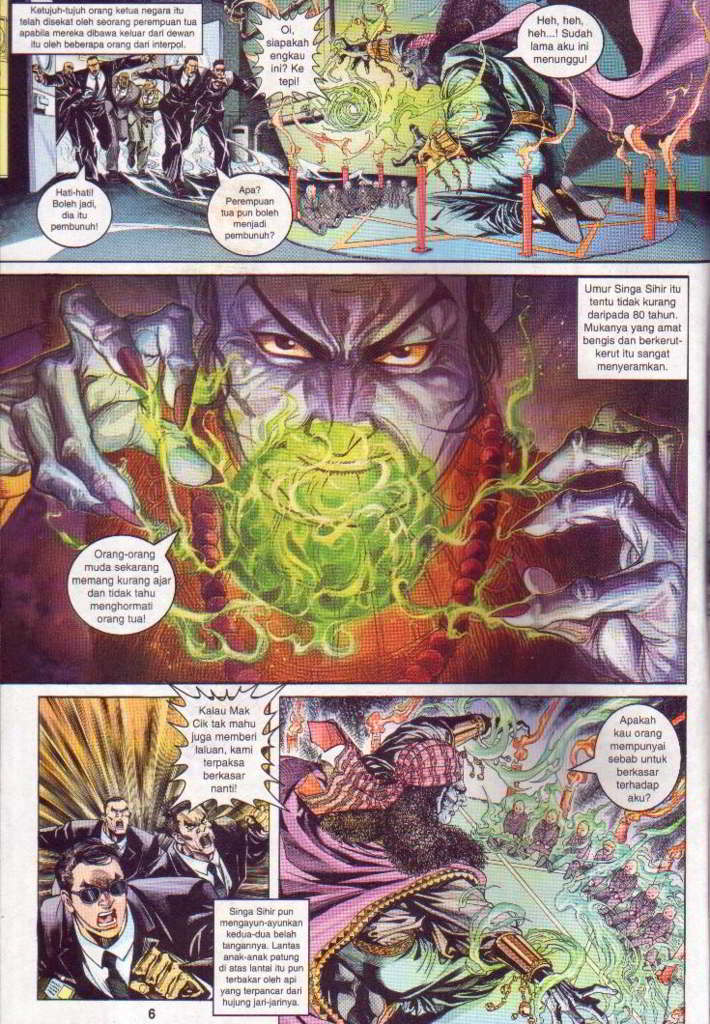 Ketujuh-tujuh orang ketua negara itu
telah disekat oleh seorang perempuan tua
apabila mereka dibawa keluar dari dewan
itu oleh beberapa orang dari interpol.
Oi,
siapakah
engkau
ini? Ke
tepi!
Heh, heh,
heh...! Sudah
lama aku ini
menunggu!
Hati-hati!
Boleh jadi,
dia itu
pembunuh!
Apa?
Perempuan
tua pun boleh
menjadi
pembunuh?
Umur Singa Sihir itu
tentu tidak kurang
daripada 80 tahun.
Mukanya yang amat
bengis dan berkerut-
kerut itu sangat
menyeramkan.
Orang-orang
muda sekarang
memang kurang ajar
dan tidak tahu
menghormati
orang tua!
Kalau Mak
Cik tak mahu
juga memberi
laluan, kami
terpaksa
berkasar
nanti!
Apakah
kau orang
mempunyai
sebab untuk
berkasar
terhadap
aku?
Singa Sihir pun
mengayun-ayunkan
kedua-dua belah
tangannya. Lantas
anak-anak patung
di atas lantai itu pun
terbakar oleh api
yang terpancar dari
hujung jari-jarinya.
6